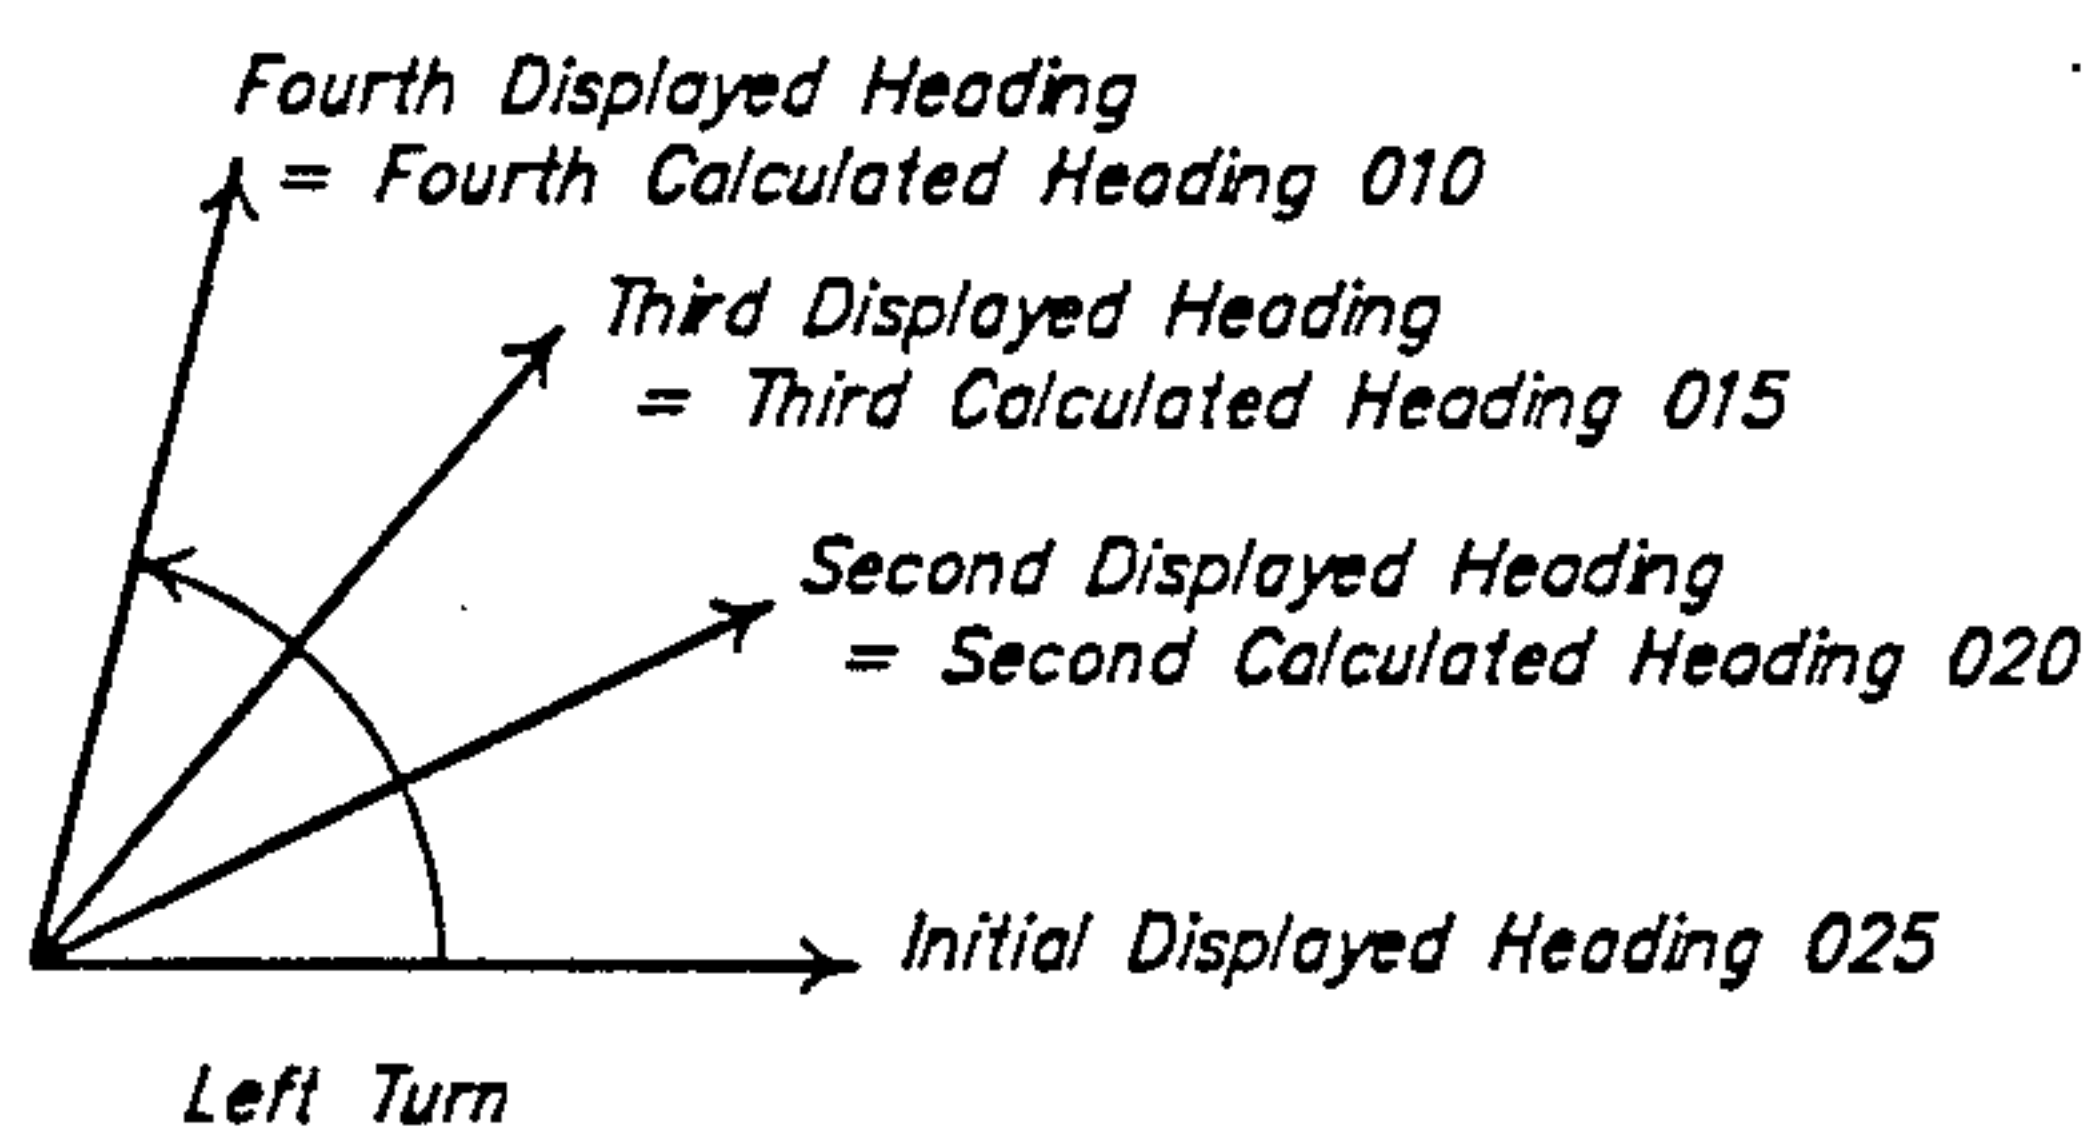 Fourth Displayed Heading
= Fourth Calculated Heading 010
Third Displayed Heading
= Third Calculated Heading 015
Second Displayed Heading
= Second Calculated Heading 020
Initial Displayed Heading 025
Left Turn